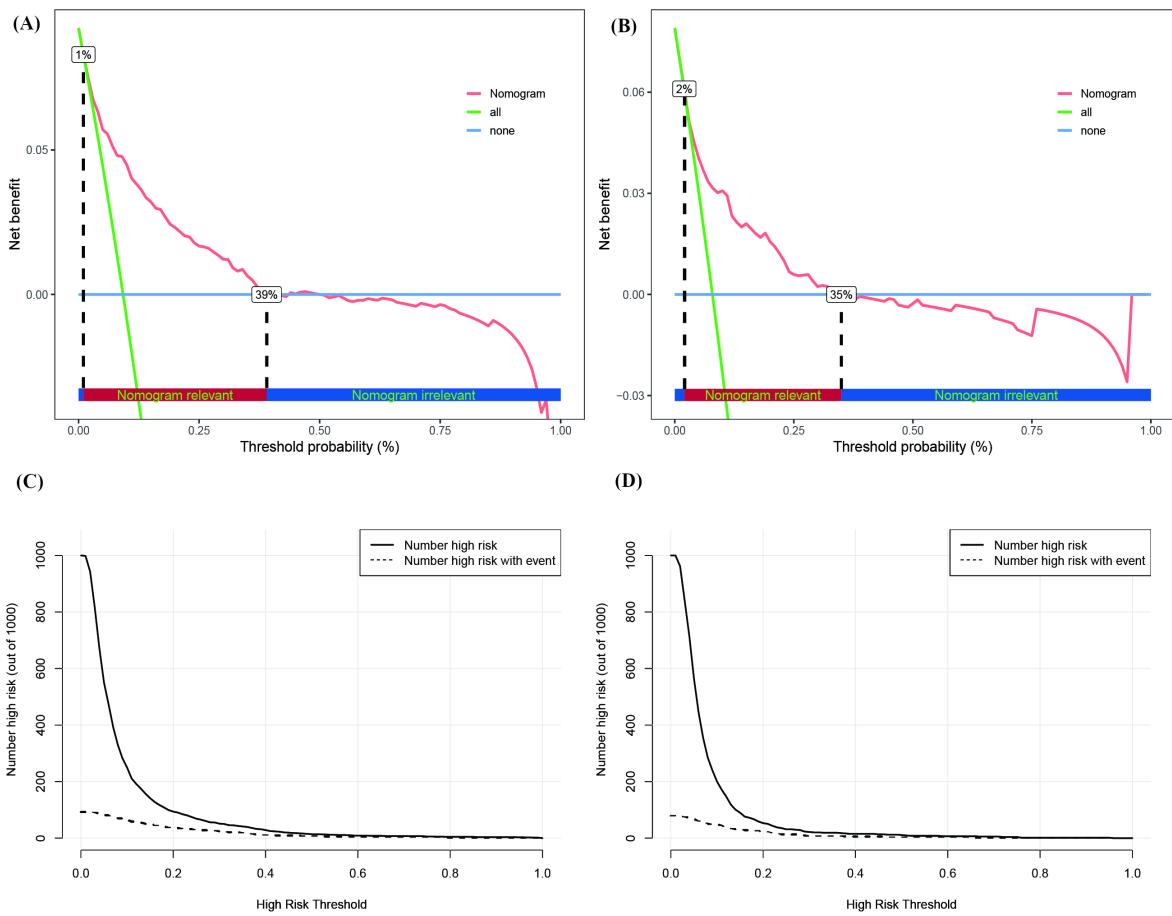 (A)
1%
Nomogram
all
none
0.05
0.00
Net benefit
39%
Nomogram relevant
Nomogram irrelevant
0.00
0.25
0.50
0.75
1.00
Threshold probability (%)
(B)
2%
Nomogram
all
none
0.06
0.03
0.00
−0.03
Net benefit
35%
Nomogram relevant
Nomogram irrelevant
0.00
0.25
0.50
0.75
1.00
Threshold probability (%)
(C)
Number high risk
Number high risk with event
1000
800
600
400
200
0
Number high risk (out of 1000)
0.0
0.2
0.4
0.6
0.8
1.0
High Risk Threshold
(D)
Number high risk
Number high risk with event
1000
800
600
400
200
0
Number high risk (out of 1000)
0.0
0.2
0.4
0.6
0.8
1.0
High Risk Threshold